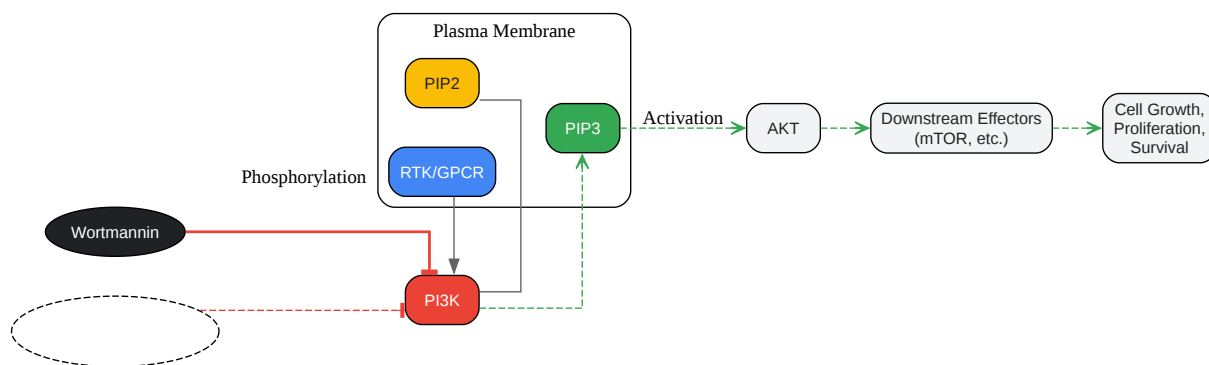 Plasma Membrane
PIP2
PIP3
Activation
AKT
Downstream Effectors
(mTOR, etc.)
Cell Growth,
Proliferation,
Survival
RTK/GPCR
Phosphorylation
Wortmannin
PI3K